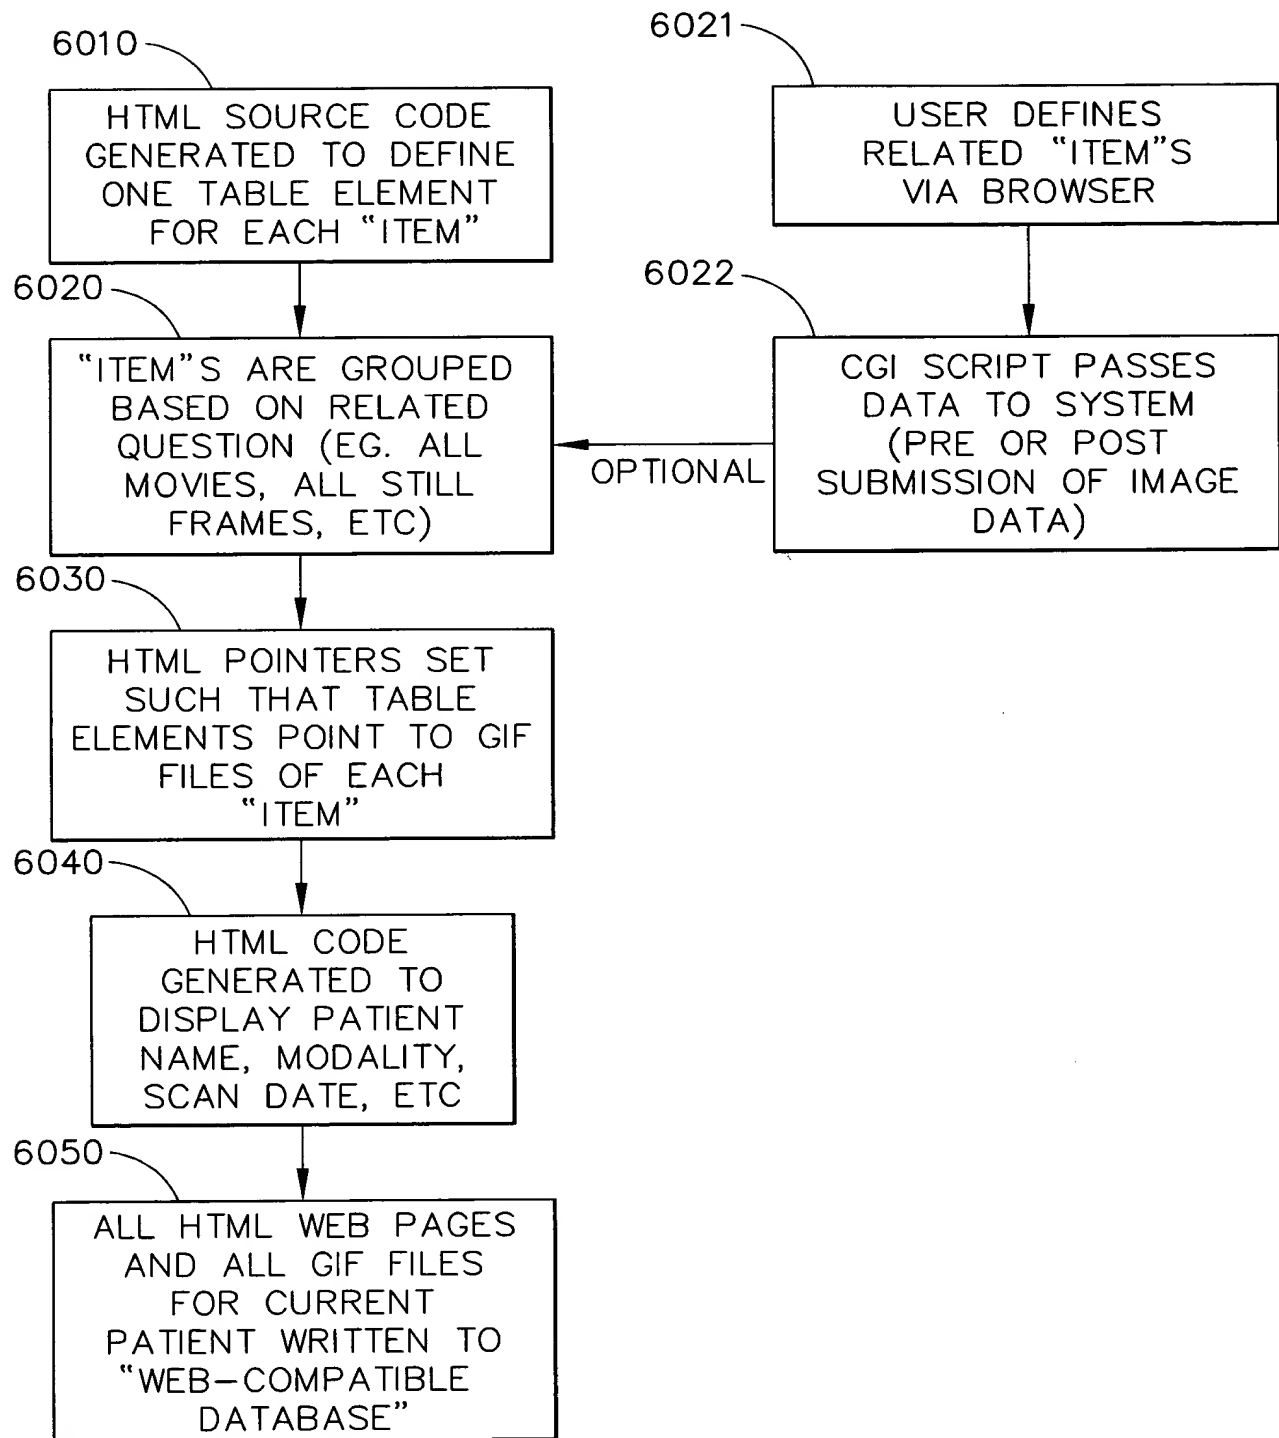 6010
HTML SOURCE CODE
GENERATED TO DEFINE
ONE TABLE ELEMENT
FOR EACH “ITEM”
6020
“ITEM”S ARE GROUPED
BASED ON RELATED
QUESTION (EG. ALL
MOVIES, ALL STILL
FRAMES, ETC)
6021
USER DEFINES
RELATED “ITEM”S
VIA BROWSER
6022
CGI SCRIPT PASSES
DATA TO SYSTEM
(PRE OR POST
SUBMISSION OF IMAGE
DATA)
OPTIONAL
6030
HTML POINTERS SET
SUCH THAT TABLE
ELEMENTS POINT TO GIF
FILES OF EACH
“ITEM”
6040
HTML CODE
GENERATED TO
DISPLAY PATIENT
NAME, MODALITY,
SCAN DATE, ETC
6050
ALL HTML WEB PAGES
AND ALL GIF FILES
FOR CURRENT
PATIENT WRITTEN TO
“WEB–COMPATIBLE
DATABASE”